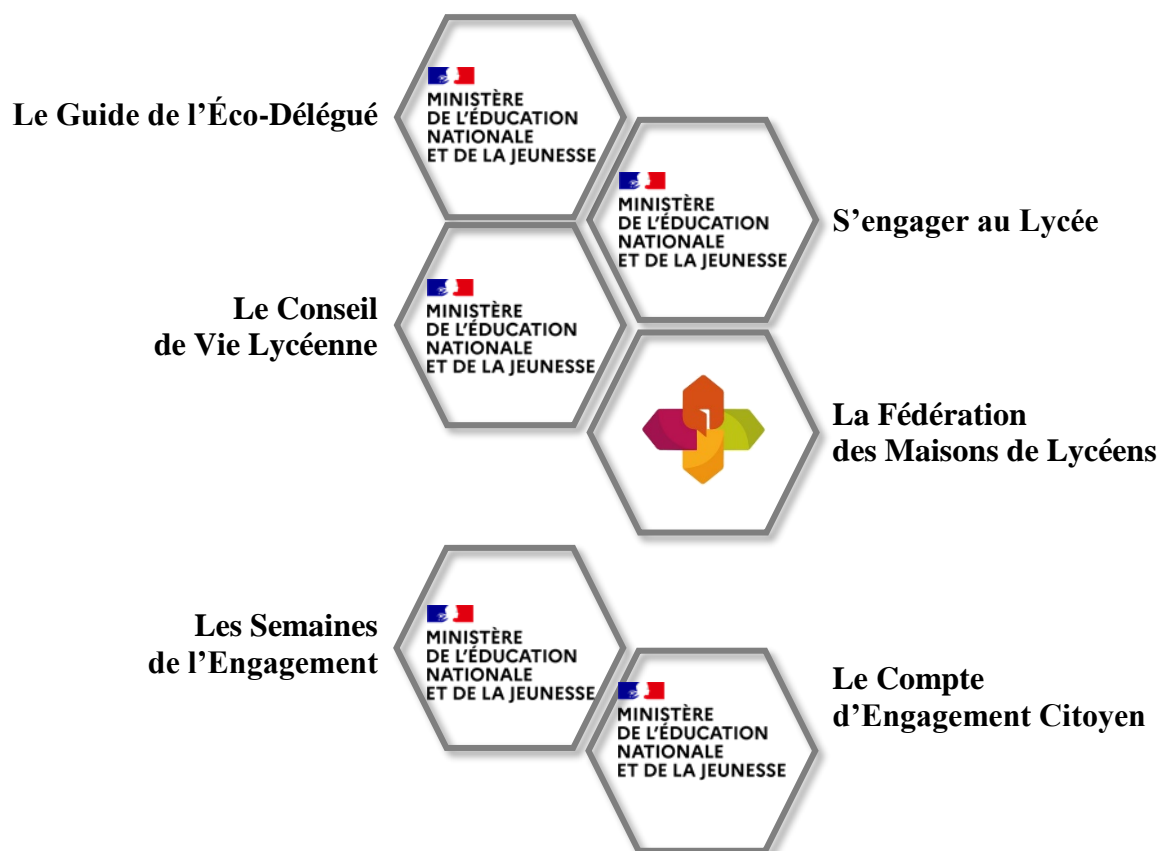 Le Guide de l’Éco-Délégué
MINISTÈRE
DE L’ÉDUCATION
NATIONALE
ET DE LA JEUNESSE
MINISTÈRE
DE L’ÉDUCATION
NATIONALE
ET DE LA JEUNESSE
S’engager au Lycée
Le Conseil
de Vie Lycéenne
MINISTÈRE
DE L’ÉDUCATION
NATIONALE
ET DE LA JEUNESSE
La Fédération
des Maisons de Lycéens
Les Semaines
de l’Engagement
MINISTÈRE
DE L’ÉDUCATION
NATIONALE
ET DE LA JEUNESSE
MINISTÈRE
DE L’ÉDUCATION
NATIONALE
ET DE LA JEUNESSE
Le Compte
d’Engagement Citoyen